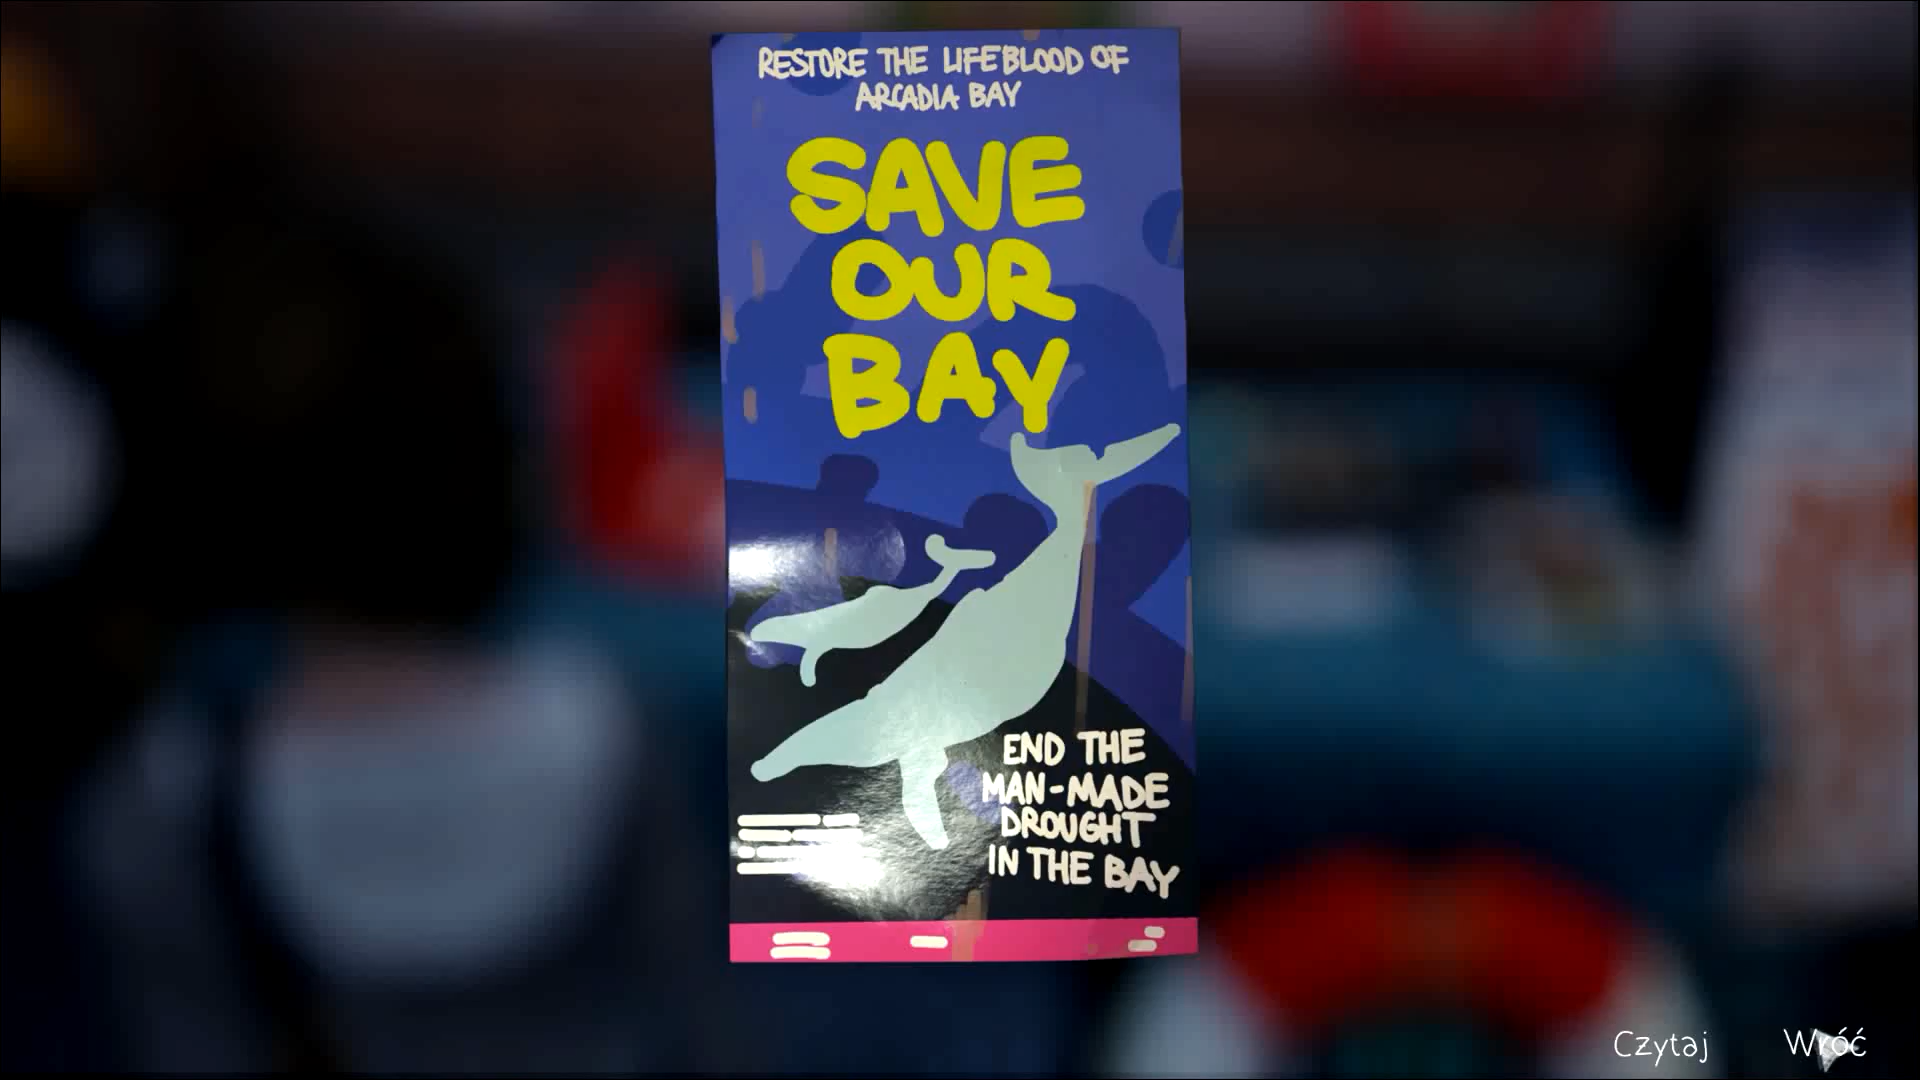 RESTORE THE LIFEBLOOD OF
ARCADIA BAY
SAVE
OUR
BAY
END THE
MAN-MADE
DROUGHT
IN THE BAY
Czytaj
Wróć